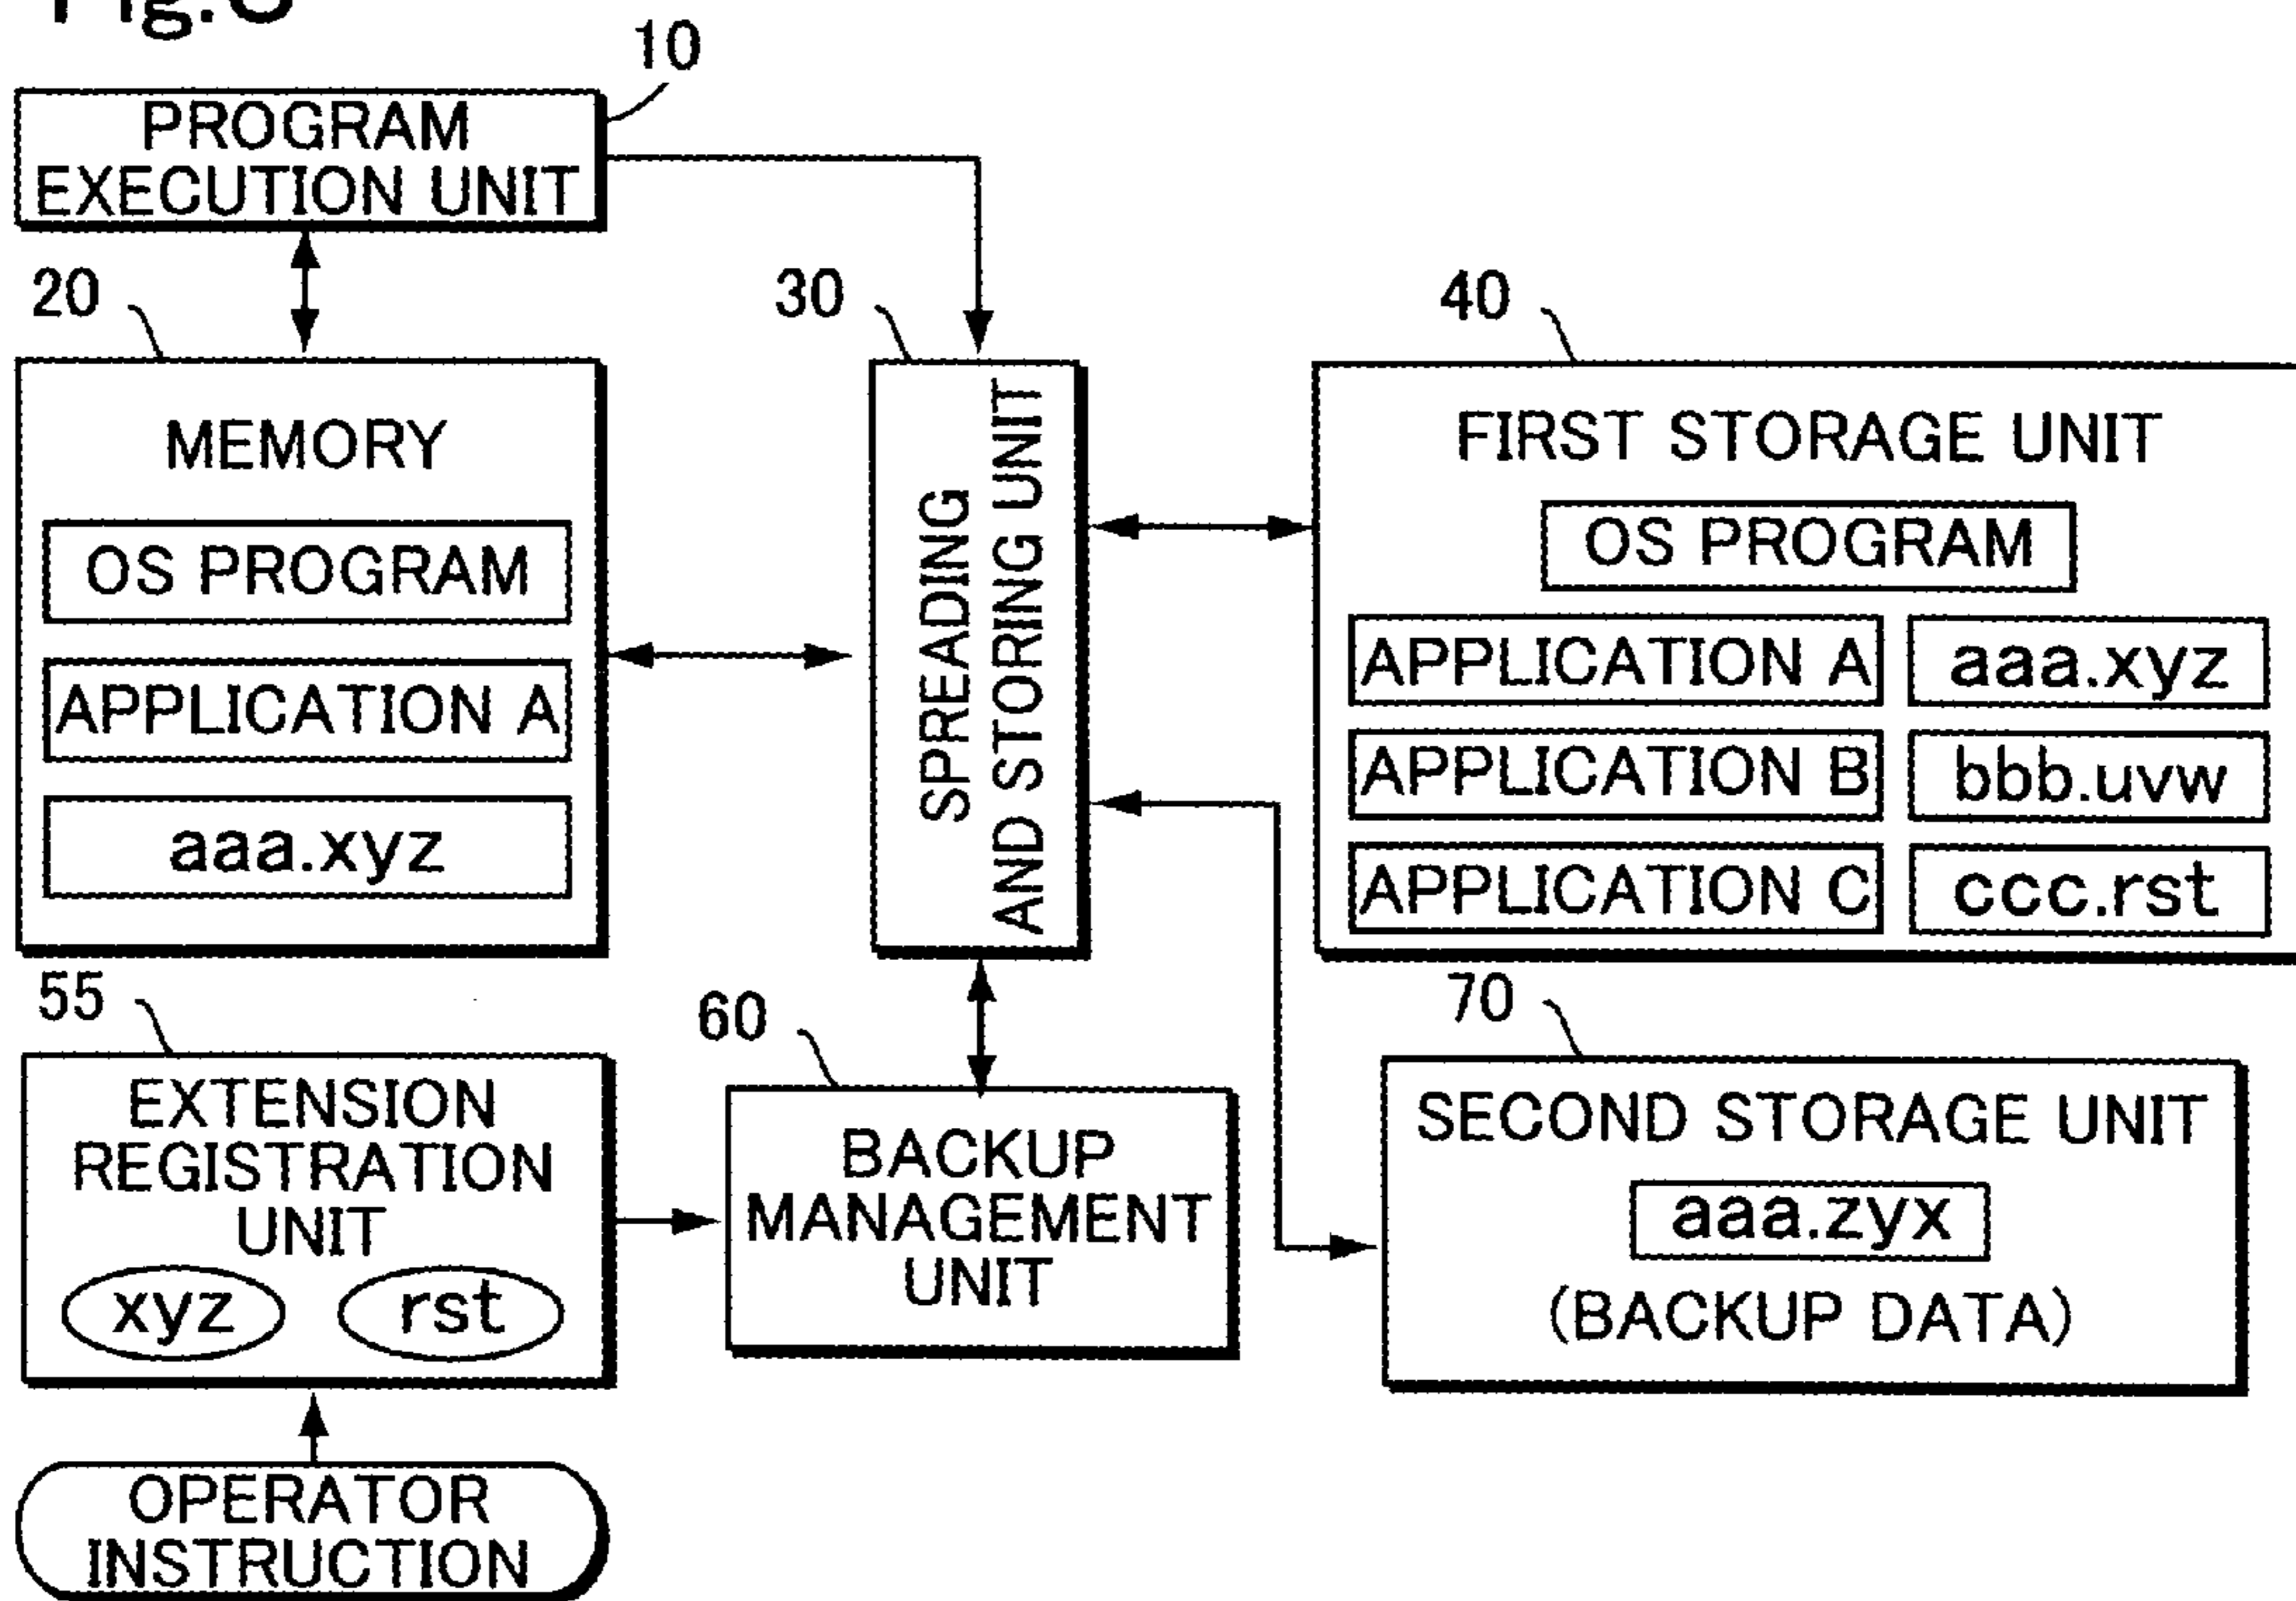 10
PROGRAM
EXECUTION UNIT
20
30
40
MEMORY
OS PROGRAM
APPLICATION A
aaa.xyz
SPREADING
AND STORING UNIT
FIRST STORAGE UNIT
OS PROGRAM
APPLICATION A
aaa.xyz
APPLICATION B
bbb.uvw
APPLICATION C
ccc.rst
55
60
70
EXTENSION
REGISTRATION
UNIT
xyz
rst
BACKUP
MANAGEMENT
UNIT
SECOND STORAGE UNIT
aaa.zyx
(BACKUP DATA)
OPERATOR
INSTRUCTION